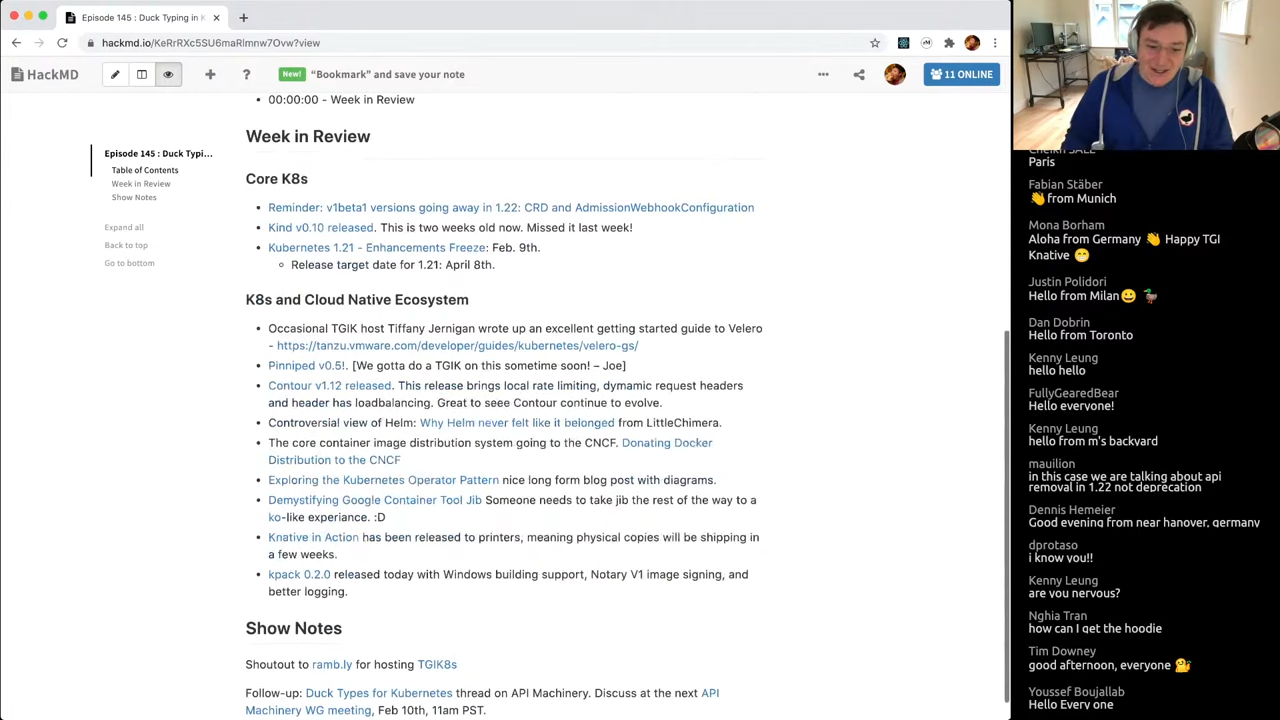 Episode 145 : Duck Typing in K
hackmd.io/KeRrRXc5SU6maRlmnw7Ovw?view
HackMD
New!
"Bookmark" and save your note
11 ONLINE
00:00:00 - Week in Review
Episode 145 : Duck Typi...
Table of Contents
Week in Review
Show Notes
Expall all
Back to top
Go to bottom
Week in Review
Core K8s
Reminder: v1beta1 versions going away in 1.22: CRD and AdmissionWebhookConfiguration
Kind v0.10 released. This is two weeks old now. Missed it last week!
Kubernetes 1.21 - Enhancements Freeze: Feb. 9th.
Release target date for 1.21: April 8th.
K8s and Cloud Native Ecosystem
Occasional TGIK host Tiffany Jernigan wrote up an excellent getting started guide to Velero
- https://tanzu.vmware.com/developer/guides/kubernetes/velero-gs/
Pinniped v0.5!. [We gotta do a TGIK on this sometime soon! – Joe]
Contour v1.12 released. This release brings local rate limiting, dymamic request headers
and header has loadbalancing. Great to seee Contour continue to evolve.
Controversial view of Helm: Why Helm never felt like it belonged from LittleChimera.
The core container image distribution system going to the CNCF. Donating Docker
Distribution to the CNCF
Exploring the Kubernetes Operator Pattern nice long form blog post with diagrams.
Demystifying Google Container Tool Jib Someone needs to take jib the rest of the way to a
ko-like experiance. :D
Knative in Action has been released to printers, meaning physical copies will be shipping in
a few weeks.
kpack 0.2.0 released today with Windows building support, Notary V1 image signing, and
better logging.
Show Notes
Shoutout to ramb.ly for hosting TGIK8s
Follow-up: Duck Types for Kubernetes thread on API Machinery. Discuss at the next API
Machinery WG meeting, Feb 10th, 11am PST.
Paris
Fabian Stäber
👋 from Munich
Mona Borham
Aloha from Germany 👋 Happy TGI
Knative 😁
Justin Polidori
Hello from Milan😀 🦆
Dan Dobrin
Hello from Toronto
Kenny Leung
hello hello
FullyGearedBear
Hello everyone!
Kenny Leung
hello from m's backyard
mauilion
in this case we are talking about api
removal in 1.22 not deprecation
Dennis Hemeier
Good evening from near hanover, germany
dprotaso
i know you!!
Kenny Leung
are you nervous?
Nghia Tran
how can I get the hoodie
Tim Downey
good afternoon, everyone
Youssef Boujallab
Hello Every one